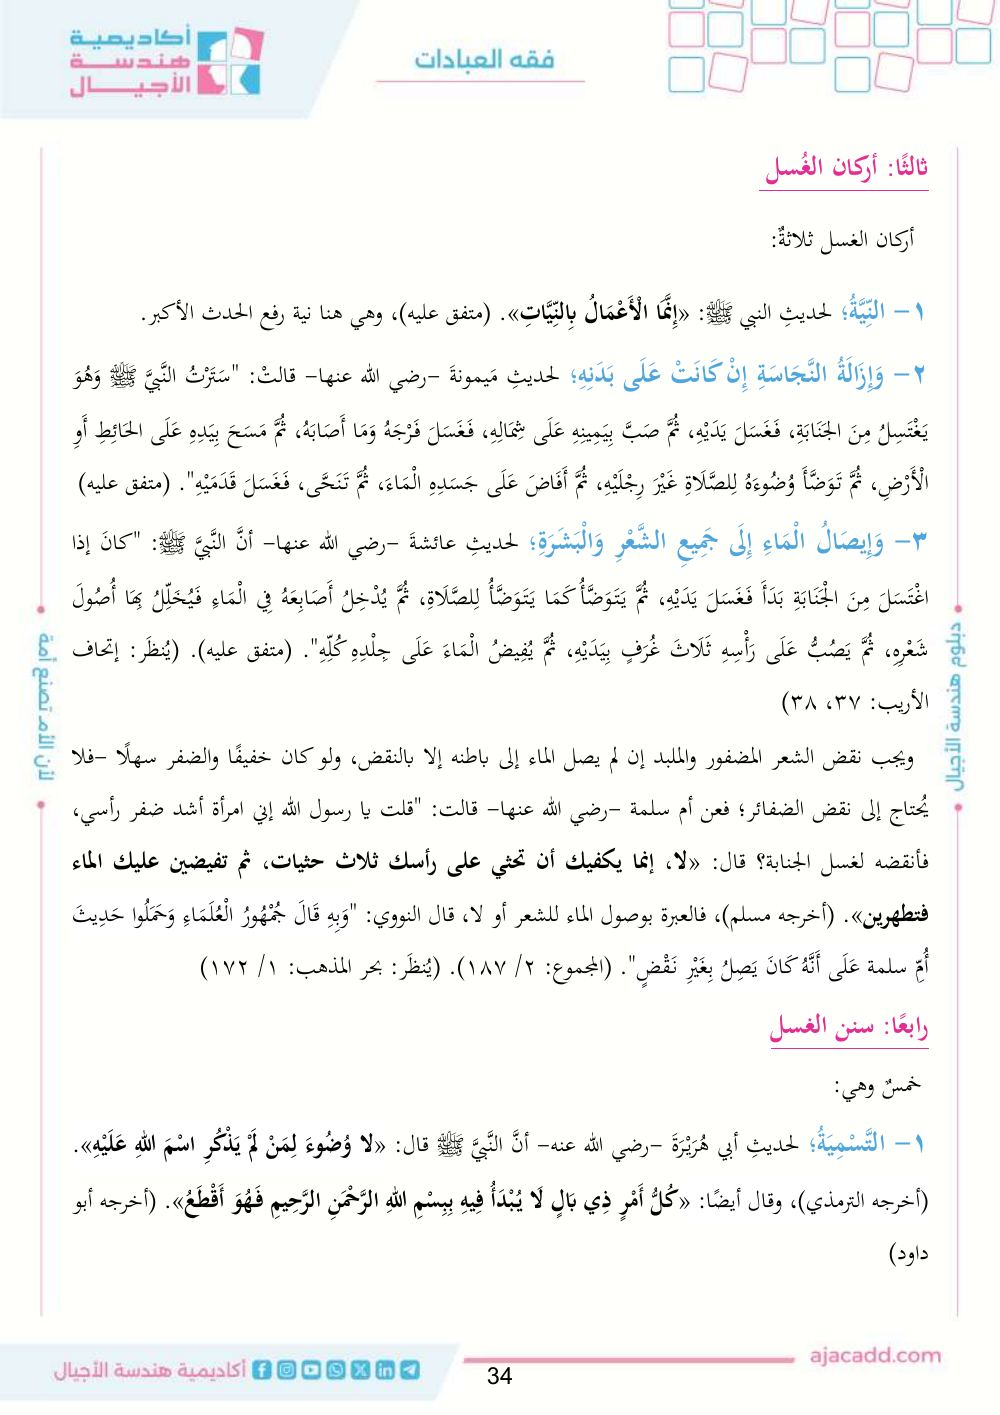 أكاديمية
هندسة
الأجيال
فقه العبادات
ثالثًا: أركان الغُسل
أركان الغسل ثلاثةٌ:
١- النِّيَّةُ؛ لحديثِ النبي ﷺ: «إِنَّمَا الْأَعْمَالُ بِالنِّيَّاتِ». (متفق عليه)، وهي هنا نية رفع الحدث الأكبر.
٢- وَإِزَالَةُ النَّجَاسَةِ إِنْ كَانَتْ عَلَى بَدَنِهِ؛ لحديثِ مَيمونةَ -رضي الله عنها- قالتْ: "سَتَرْتُ النَّبِيَّ ﷺ وَهُوَ
يَغْتَسِلُ مِنَ الجَنَابَةِ، فَغَسَلَ يَدَيْهِ، ثُمَّ صَبَّ بِيَمِينِهِ عَلَى شِمَالِهِ، فَغَسَلَ فَرْجَهُ وَمَا أَصَابَهُ، ثُمَّ مَسَحَ بِيَدِهِ عَلَى الحَائِطِ أَوِ
الْأَرْضِ، ثُمَّ تَوَضَّأَ وُضُوءَهُ لِلصَّلَاةِ غَيْرَ رِجْلَيْهِ، ثُمَّ أَفَاضَ عَلَى جَسَدِهِ الْمَاءَ، ثُمَّ تَنَحَّى، فَغَسَلَ قَدَمَيْهِ". (متفق عليه)
٣- وَإِيصَالُ الْمَاءِ إِلَى جَمِيعِ الشَّعْرِ وَالْبَشَرَةِ؛ لحديثِ عائشةَ -رضي الله عنها- أنَّ النَّبِيَّ ﷺ: "كانَ إذا
اغْتَسَلَ مِنَ الْجَنَابَةِ بَدَأَ فَغَسَلَ يَدَيْهِ، ثُمَّ يَتَوَضَّأُ كَمَا يَتَوَضَّأُ لِلصَّلَاةِ، ثُمَّ يُدْخِلُ أَصَابِعَهُ فِي الْمَاءِ فَيُخَلِّلُ بِهَا أُصُولَ
شَعْرِهِ، ثُمَّ يَصُبُّ عَلَى رَأْسِهِ ثَلَاثَ غُرَفٍ بِيَدَيْهِ، ثُمَّ يُفِيضُ الْمَاءَ عَلَى جِلْدِهِ كُلِّهِ". (متفق عليه). (يُنظَر: إتحاف
الأريب: ٣٧، ٣٨)
ويجب نقض الشعر المضفور والملبد إن لم يصل الماء إلى باطنه إلا بالنقض، ولو كان خفيفًا والضفر سهلًا -فلا
يُحتاج إلى نقض الضفائر؛ فعن أم سلمة -رضي الله عنها- قالت: "قلت يا رسول الله إني امرأة أشد ضفر رأسي،
فأنقضه لغسل الجنابة؟ قال: «لا، إنما يكفيك أن تحثي على رأسك ثلاث حثيات، ثم تفيضين عليك الماء
فتطهرين». (أخرجه مسلم)، فالعبرة بوصول الماء للشعر أو لا، قال النووي: "وَبِهِ قَالَ جُمْهُورُ الْعُلَمَاءِ وَحَمَلُوا حَدِيثَ
أُمِّ سلمة عَلَى أَنَّهُ كَانَ يَصِلُ بِغَيْرِ نَقْضٍ". (المجموع: ٢/ ١٨٧). (يُنظَر: بحر المذهب: ١/ ١٧٢)
رابعًا: سنن الغسل
خمسٌ وهي:
١- التَّسْمِيَةُ؛ لحديثِ أبي هُرَيْرَةَ -رضي الله عنه- أنَّ النَّبِيَّ ﷺ قال: «لا وُضُوءَ لِمَنْ لَمْ يَذْكُرِ اسْمَ اللهِ عَلَيْهِ».
(أخرجه الترمذي)، وقال أيضًا: «كُلُّ أَمْرٍ ذِي بَالٍ لَا يُبْدَأُ فِيهِ بِبِسْمِ اللهِ الرَّحْمَنِ الرَّحِيمِ فَهُوَ أَقْطَعُ». (أخرجه أبو
داود)
دبلوم هندسة الأجيال
لأن الأمـ تصنع أمة
ajacadd.com
34
أكاديمية هندسة الأجيال